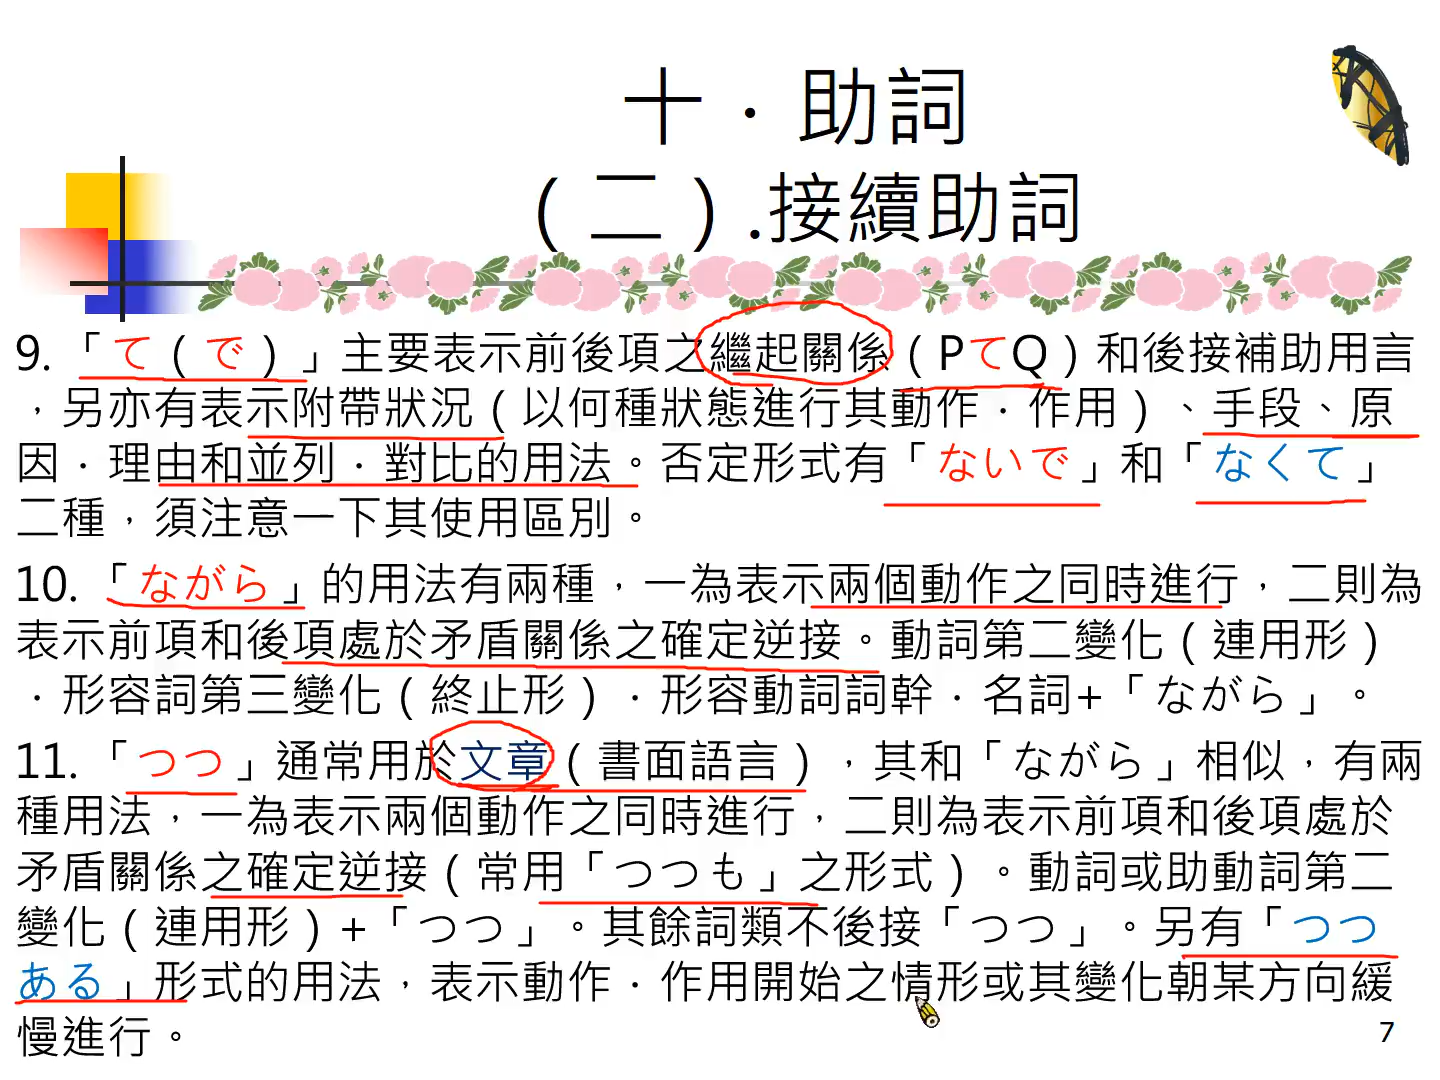 十．助詞
（二）.接續助詞
9.「て（で）」主要表示前後項之繼起關係（PてQ）和後接補助用言
，另亦有表示附帶狀況（以何種狀態進行其動作．作用）、手段、原
因．理由和並列．對比的用法。否定形式有「ないで」和「なくて」
二種，須注意一下其使用區別。
10.「ながら」的用法有兩種，一為表示兩個動作之同時進行，二則為
表示前項和後項處於矛盾關係之確定逆接。動詞第二變化（連用形）
．形容詞第三變化（終止形）．形容動詞詞幹．名詞+「ながら」。
11.「つつ」通常用於文章（書面語言），其和「ながら」相似，有兩
種用法，一為表示兩個動作之同時進行，二則為表示前項和後項處於
矛盾關係之確定逆接（常用「つつも」之形式）。動詞或助動詞第二
變化（連用形）+「つつ」。其餘詞類不後接「つつ」。另有「つつ
ある」形式的用法，表示動作．作用開始之情形或其變化朝某方向緩
慢進行。
7